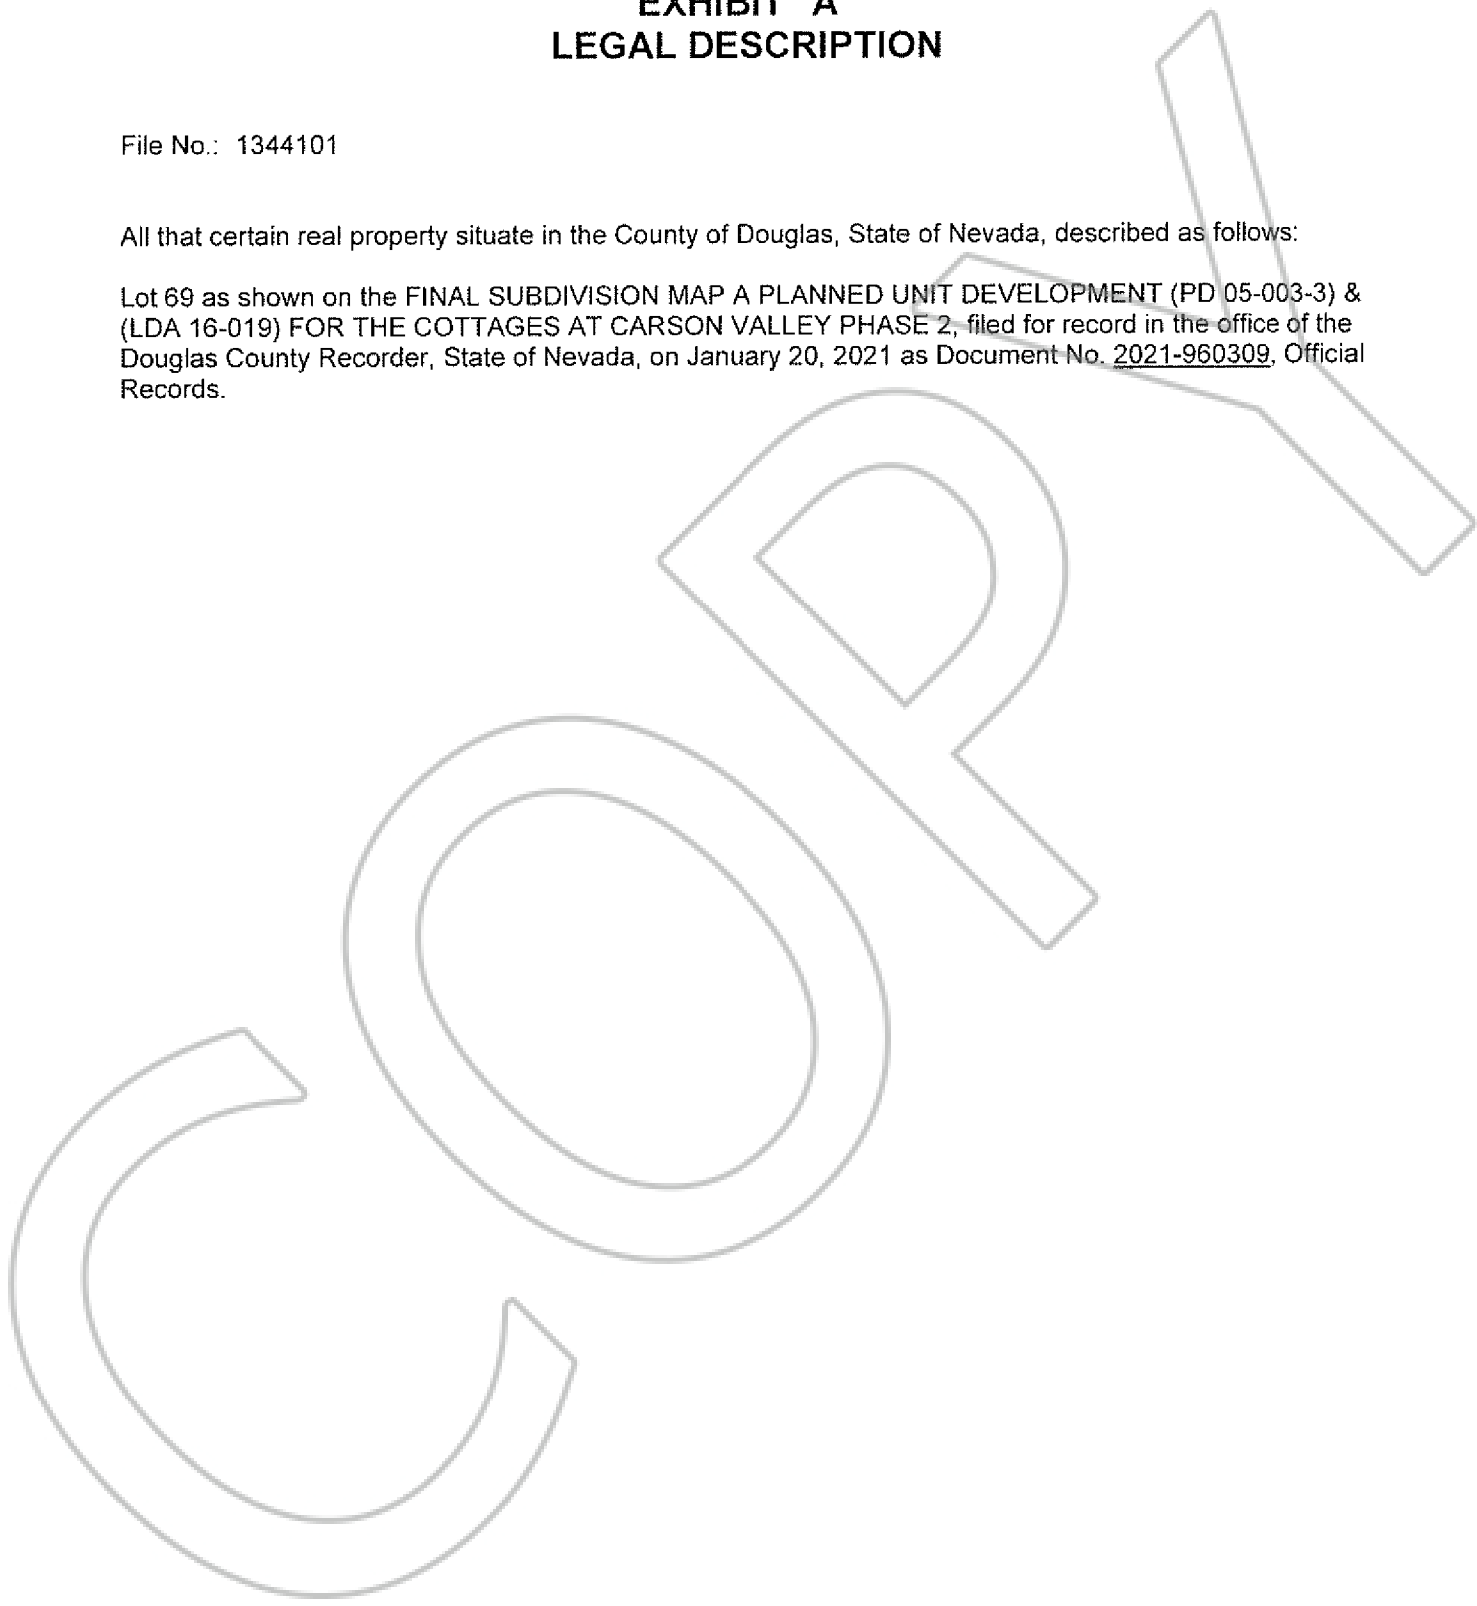 EXHIBIT A
LEGAL DESCRIPTION
File No.: 1344101
All that certain real property situate in the County of Douglas, State of Nevada, described as follows:
Lot 69 as shown on the FINAL SUBDIVISION MAP A PLANNED UNIT DEVELOPMENT (PD 05-003-3) &
(LDA 16-019) FOR THE COTTAGES AT CARSON VALLEY PHASE 2, filed for record in the office of the
Douglas County Recorder, State of Nevada, on January 20, 2021 as Document No. 2021-960309, Official
Records.
COPY